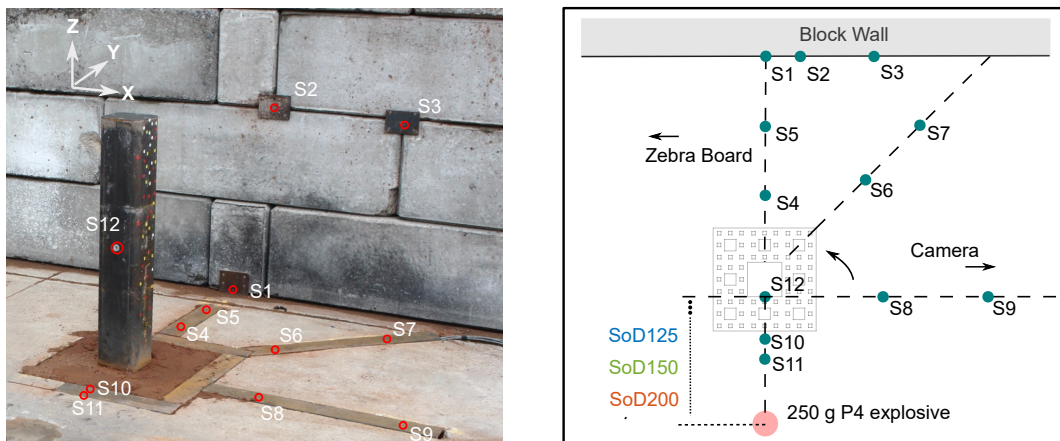 Z
Y
X
S2
S3
S12
S1
S5
S4
S6
S7
S10
S11
S8
S9
Block Wall
S1
S2
S3
S5
S7
Zebra Board
S6
S4
Camera
S12
S8
S9
SoD125
S10
SoD150
S11
SoD200
250 g P4 explosive